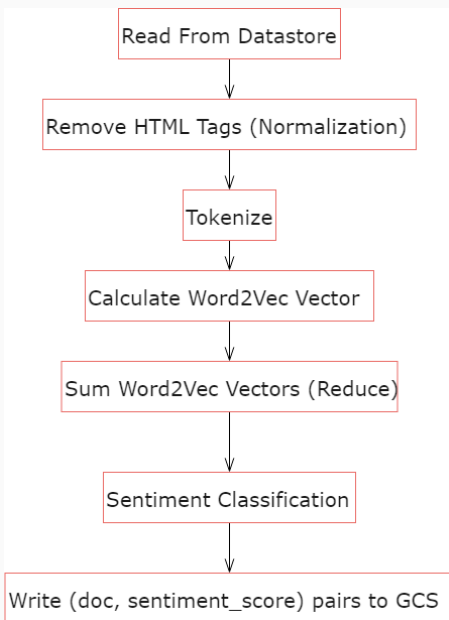 Read From Datastore
Remove HTML Tags (Normalization)
Tokenize
Calculate Word2Vec Vector
Sum Word2Vec Vectors (Reduce)
Sentiment Classification
Write (doc, sentiment_score) pairs to GCS